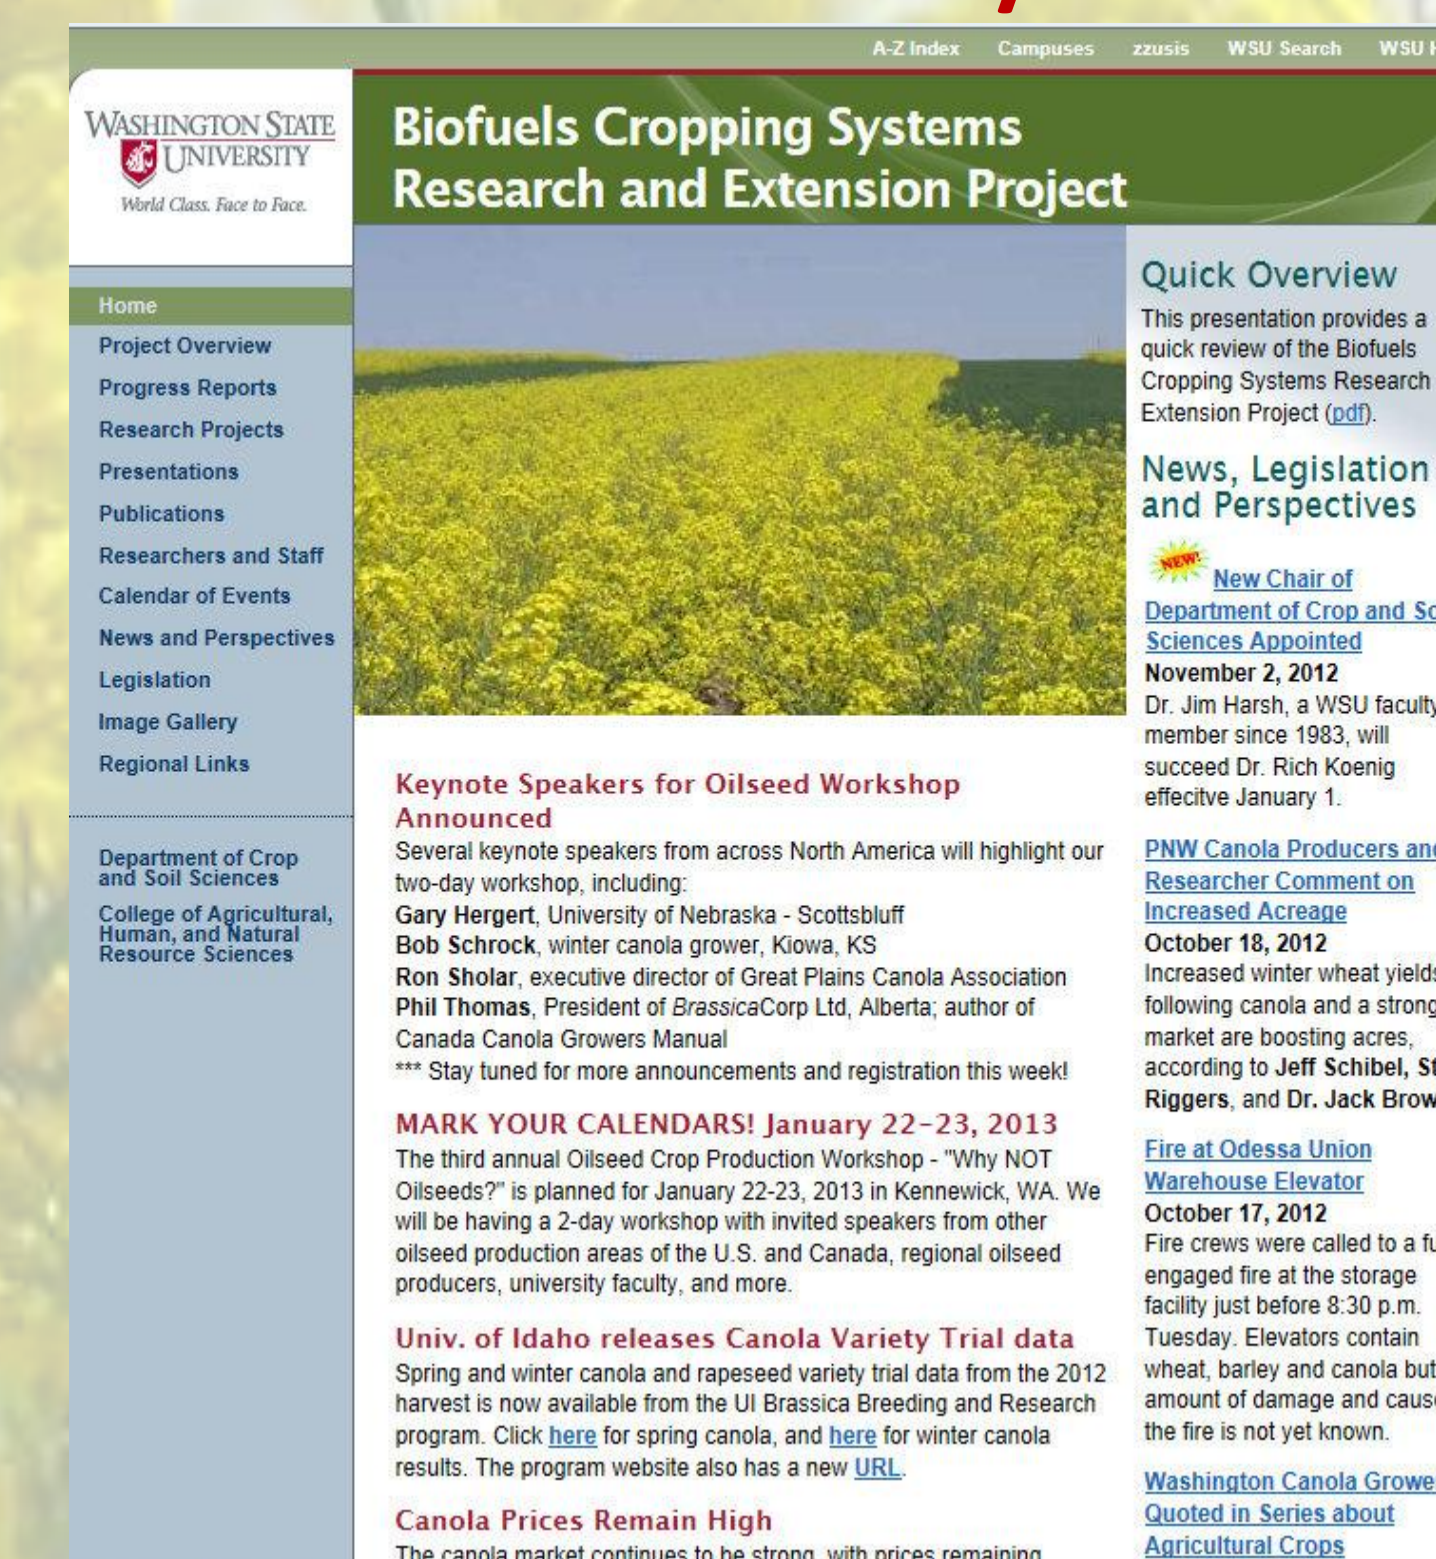 A-Z Index Campuses zzusis WSU Search WSU
WASHINGTON STATE
UNIVERSITY
World Class. Face to Face.
Biofuels Cropping Systems
Research and Extension Project
Home
Project Overview
Progress Reports
Research Projects
Presentations
Publications
Researchers and Staff
Calendar of Events
News and Perspectives
Legislation
Image Gallery
Regional Links
Department of Crop
and Soil Sciences
College of Agricultural,
Human, and Natural
Resource Sciences
Keynote Speakers for Oilseed Workshop
Announced
Several keynote speakers from across North America will highlight our
two-day workshop, including:
Gary Hergert, University of Nebraska - Scottsbluff
Bob Schrock, winter canola grower, Kiowa, KS
Ron Sholar, executive director of Great Plains Canola Association
Phil Thomas, President of BrassicaCorp Ltd, Alberta; author of
Canada Canola Growers Manual
*** Stay tuned for more announcements and registration this week!
MARK YOUR CALENDARS! January 22-23, 2013
The third annual Oilseed Crop Production Workshop - "Why NOT
Oilseeds?" is planned for January 22-23, 2013 in Kennewick, WA. We
will be having a 2-day workshop with invited speakers from other
oilseed production areas of the U.S. and Canada, regional oilseed
producers, university faculty, and more.
Univ. of Idaho releases Canola Variety Trial data
Spring and winter canola and rapeseed variety trial data from the 2012
harvest is now available from the UI Brassica Breeding and Research
program. Click here for spring canola, and here for winter canola
results. The program website also has a new URL.
Canola Prices Remain High
The canola market continues to be strong, with prices remaining
Quick Overview
This presentation provides a
quick review of the Biofuels
Cropping Systems Research
Extension Project (pdf).
News, Legislation
and Perspectives
NEW!
New Chair of
Department of Crop and
Sciences Appointed
November 2, 2012
Dr. Jim Harsh, a WSU faculty
member since 1983, will
succeed Dr. Rich Koenig
effecitve January 1.
PNW Canola Producers and
Researcher Comment on
Increased Acreage
October 18, 2012
Increased winter wheat yields
following canola and a strong
market are boosting acres,
according to Jeff Schibel,
Riggers, and Dr. Jack
Fire at Odessa Union
Warehouse Elevator
October 17, 2012
Fire crews were called to a
engaged fire at the storage
facility just before 8:30 p.m.
Tuesday. Elevators contain
wheat, barley and canola but
amount of damage and cause
the fire is not yet known.
Washington Canola
Quoted in Series about
Agricultural Crops